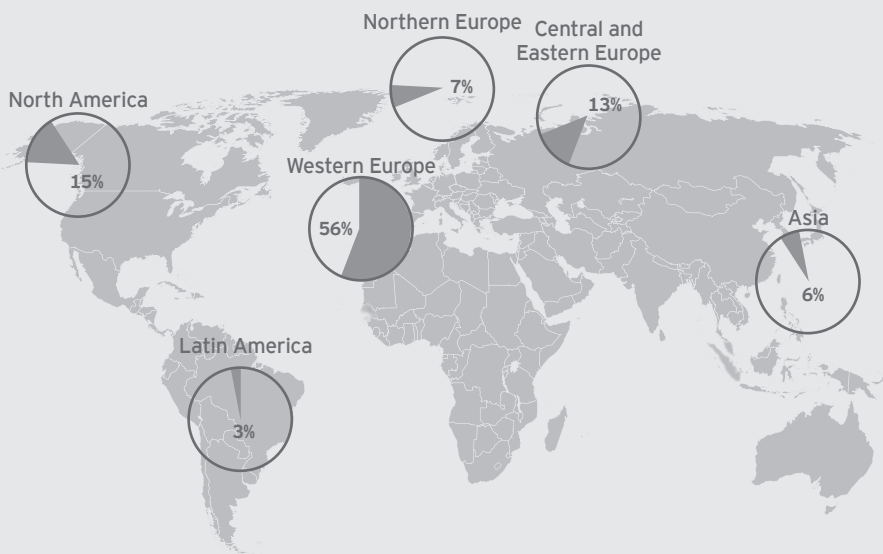 Northern Europe
7%
Central and
Eastern Europe
13%
North America
15%
Western Europe
56%
Asia
6%
Latin America
3%